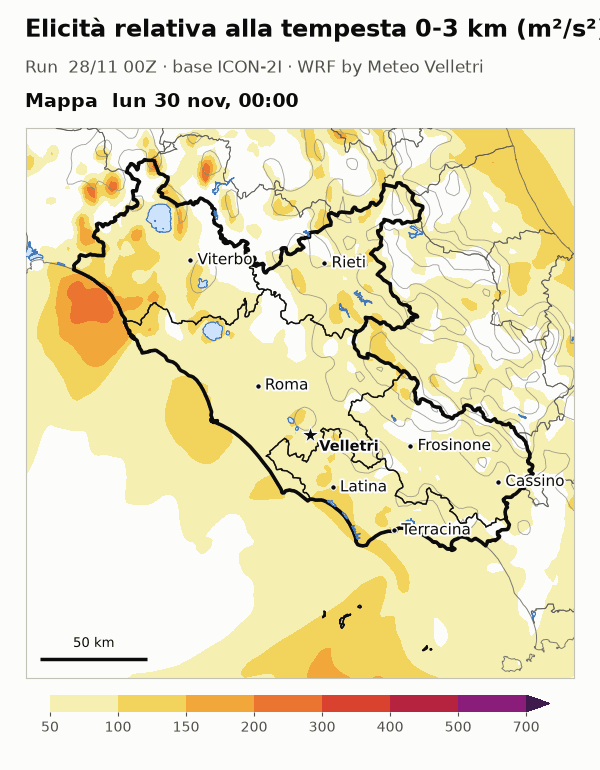 Elicità relativa alla tempesta 0-3 km (m²/s²)
Run 28/11 00Z · base ICON-2I · WRF by Meteo Velletri
Mappa lun 30 nov, 00:00
Viterbo
Rieti
Roma
Velletri
Frosinone
Latina
Cassino
Terracina
50 km
50 100 150 200 300 400 500 700